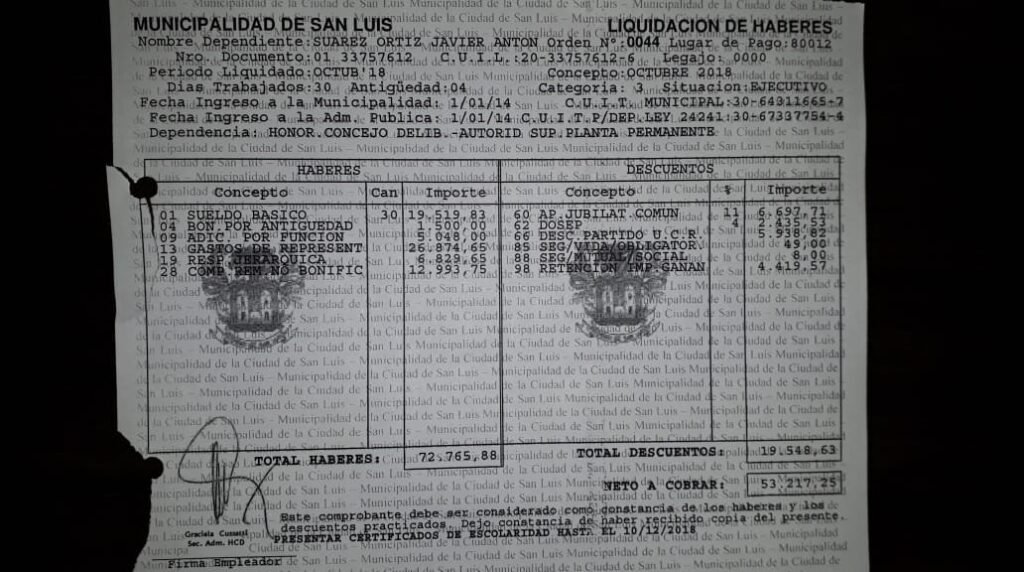 MUNICIPALIDAD DE SAN LUIS LIQUIDACION DE HABERES
Nombre Dependiente:SUAREZ ORTIZ JAVIER ANTON Orden Nº:0044 Lugar de Pago:80012
Nro. Documento:01 33757612 C.U.I.L.:20-33757612-6 Legajo: 0000
Periodo Liquidado:OCTUB'18 Concepto:OCTUBRE 2018
Dias Trabajados:30 Antigüedad:04 Categoria: 3 Situacion:EJECUTIVO
Fecha Ingreso a la Municipalidad: 1/01/14 C.U.I.T. MUNICIPAL:30-64311665-7
Fecha Ingreso a la Adm. Publica: 1/01/14 C.U.I.T.P/DEP.LEY 24241:30-67337754-4
Dependencia: HONOR.CONCEJO DELIB.-AUTORID SUP.PLANTA PERMANENTE
HABERES DESCUENTOS
Concepto Can Importe Concepto % Importe
01 SUELDO BASICO 30 19.519,83 60 AP.JUBILAT.COMUN 11 6.697,71
04 BON.POR ANTIGUEDAD 1.500,00 62 DOSEP 4 2.435,53
09 ADIC. POR FUNCION 5.048,00 66 DESC.PARTIDO U.C.R. 5.938,82
13 GASTOS DE REPRESENT 26.874,65 85 SEG/VIDA/OBLIGATOR. 49,00
19 RESP.JERARQUICA 6.829,65 88 SEG/MUTUAL/SOCIAL 8,00
28 COMP.REM.NO BONIFIC 12.993,75 98 RETENCION IMP.GANAN 4.419,57
TOTAL HABERES: 72.765,88 TOTAL DESCUENTOS: 19.548,63
NETO A COBRAR: 53.217,25
Este comprobante debe ser considerado como constancia de los haberes y los
descuentos practicados. Dejo constancia de haber recibido copia del presente.
PRESENTAR CERTIFICADOS DE ESCOLARIDAD HAST. EL 10/12/2018
Graciela
Sec. Adm. HCD
Firma Empleador